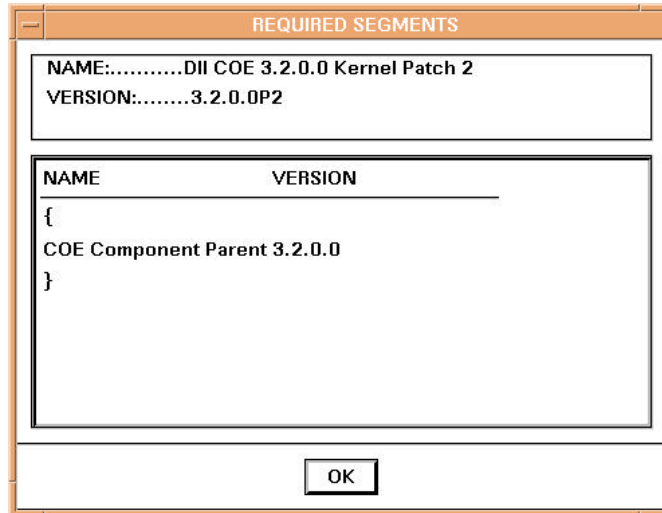 REQUIRED SEGMENTS
NAME:...........DII COE 3.2.0.0 Kernel Patch 2
VERSION:........3.2.0.0P2
NAME VERSION
{
COE Component Parent 3.2.0.0
}
OK